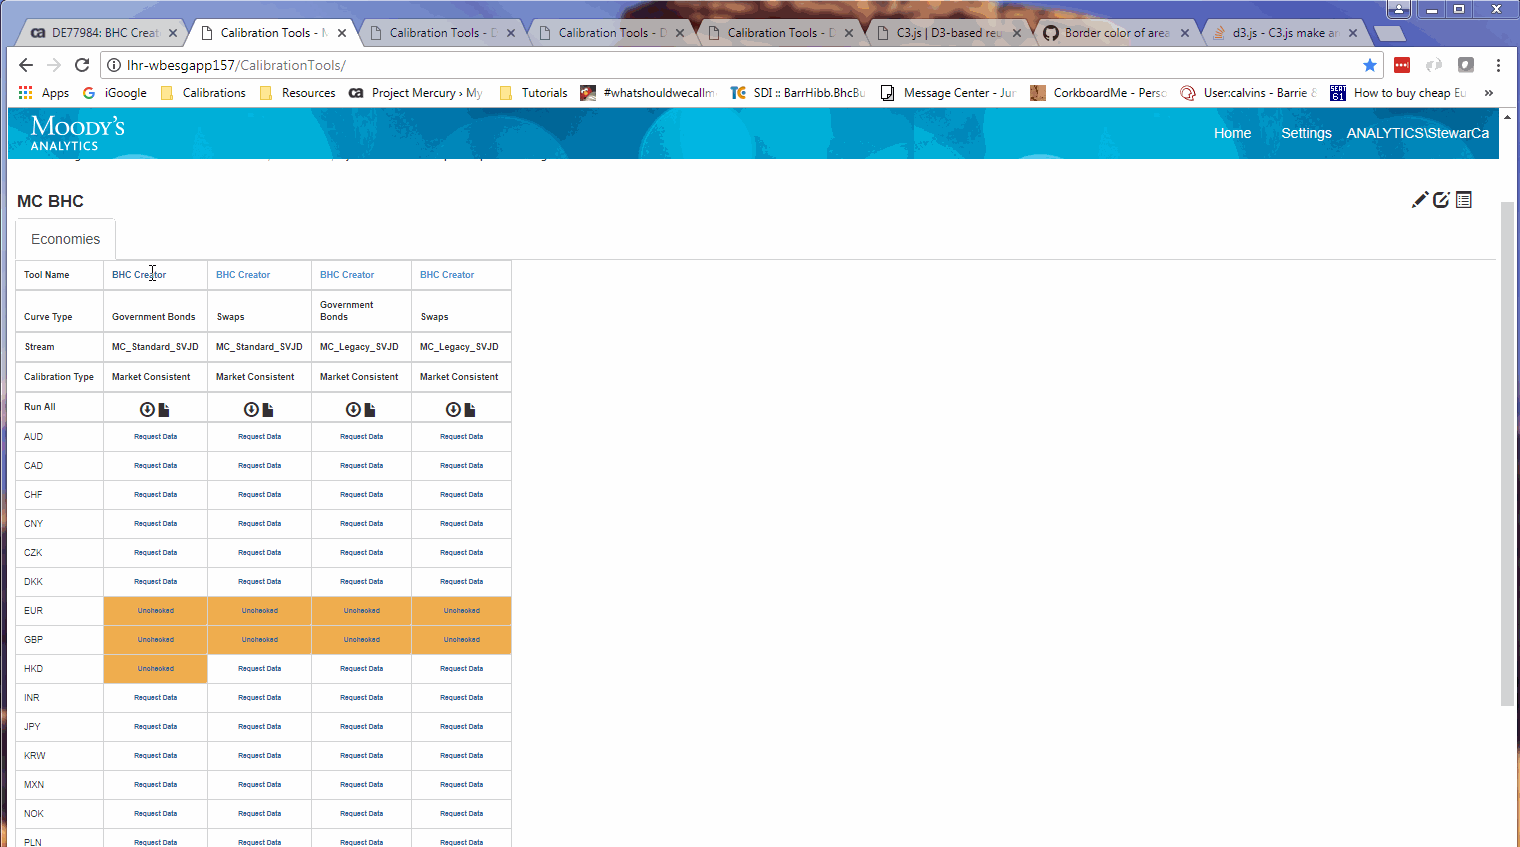 DE77984: BHC Creat
Calibration Tools - M
Calibration Tools - D
Calibration Tools - D
Calibration Tools - D
C3.js | D3-based reu
Border color of area
d3.js - C3.js make an
lhr-wbesgapp157/CalibrationTools/
Apps
iGoogle
Calibrations
Resources
Project Mercury › My
Tutorials
#whatshouldwecallm
SDI :: BarrHibb.BhcBu
Message Center - Jun
CorkboardMe - Perso
User:calvins - Barrie &
How to buy cheap Eu
»
MOODY'S
ANALYTICS
Home Settings ANALYTICS\StewarCa
MC BHC
Economies
Tool Name BHC Creator BHC Creator BHC Creator BHC Creator
Curve Type Government Bonds Swaps Government Bonds Swaps
Stream MC_Standard_SVJD MC_Standard_SVJD MC_Legacy_SVJD MC_Legacy_SVJD
Calibration Type Market Consistent Market Consistent Market Consistent Market Consistent
Run All
AUD Request Data Request Data Request Data Request Data
CAD Request Data Request Data Request Data Request Data
CHF Request Data Request Data Request Data Request Data
CNY Request Data Request Data Request Data Request Data
CZK Request Data Request Data Request Data Request Data
DKK Request Data Request Data Request Data Request Data
EUR Unchecked Unchecked Unchecked Unchecked
GBP Unchecked Unchecked Unchecked Unchecked
HKD Unchecked Request Data Request Data Request Data
INR Request Data Request Data Request Data Request Data
JPY Request Data Request Data Request Data Request Data
KRW Request Data Request Data Request Data Request Data
MXN Request Data Request Data Request Data Request Data
NOK Request Data Request Data Request Data Request Data
PLN Request Data Request Data Request Data Request Data